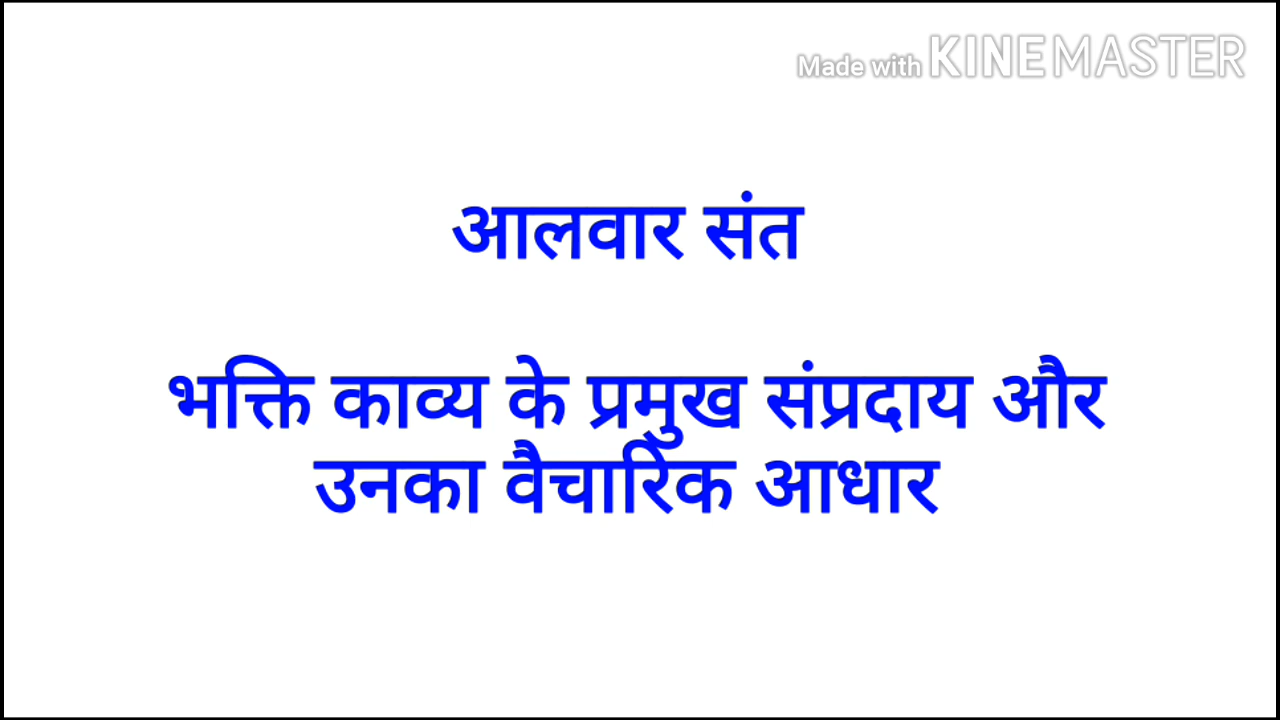 Made with KINEMASTER
आलवार संत
भक्ति काव्य के प्रमुख संप्रदाय और
उनका वैचारिक आधार